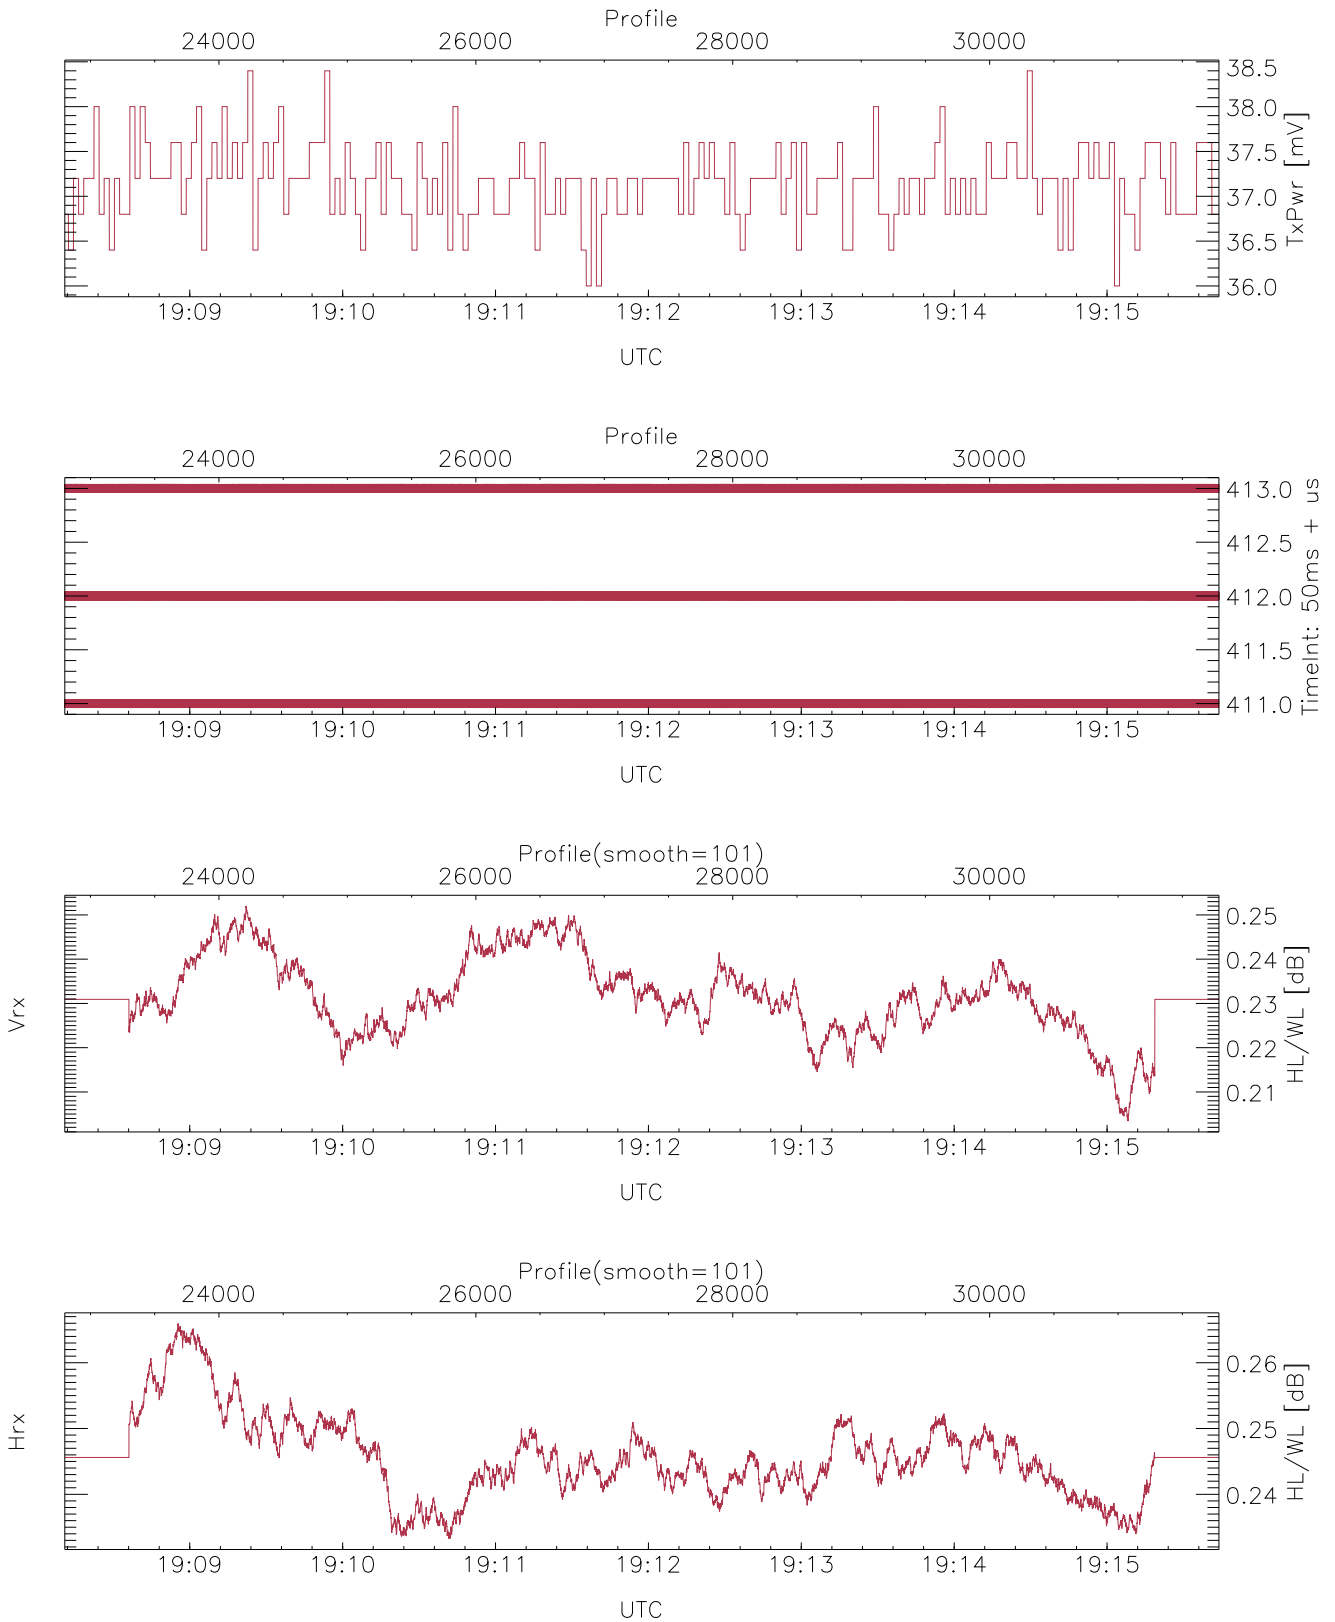 Profile
24000 26000 28000 30000
38.5
38.0
37.5
37.0
36.5
36.0
TxPwr [mV]
19:09 19:10 19:11 19:12 19:13 19:14 19:15
UTC
Profile
24000 26000 28000 30000
413.0
412.5
412.0
411.5
411.0
TimeInt: 50ms + us
19:09 19:10 19:11 19:12 19:13 19:14 19:15
UTC
Profile(smooth=101)
24000 26000 28000 30000
Vrx
0.25
0.24
0.23
0.22
0.21
HL/WL [dB]
19:09 19:10 19:11 19:12 19:13 19:14 19:15
UTC
Profile(smooth=101)
24000 26000 28000 30000
Hrx
0.26
0.25
0.24
HL/WL [dB]
19:09 19:10 19:11 19:12 19:13 19:14 19:15
UTC